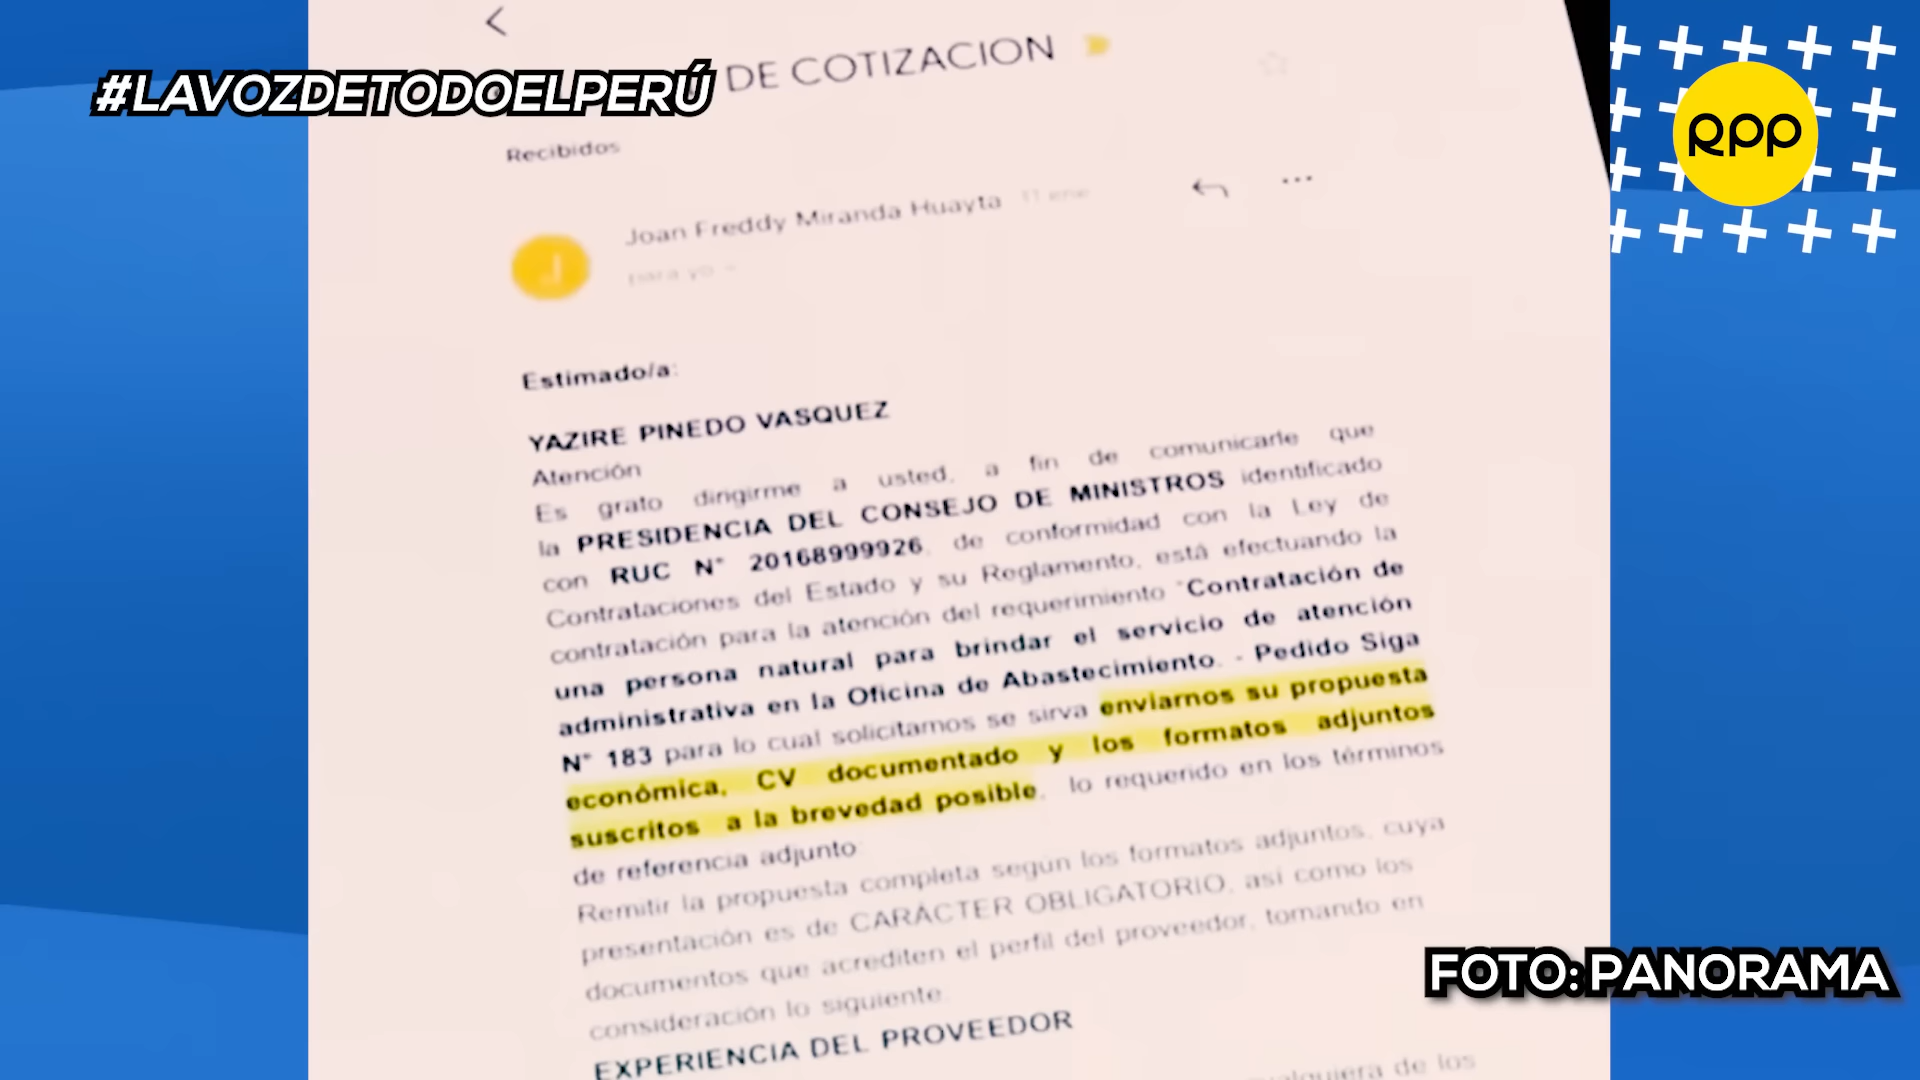 #LAVOZDETODOELPERÚ
DE COTIZACION
RPP
Recibidos
Joan Freddy Miranda Huayta 11 ene
J
para yo
Estimado/a:
YAZIRE PINEDO VASQUEZ
Atención
Es grato dirigirme a usted, a fin de comunicarle que
la PRESIDENCIA DEL CONSEJO DE MINISTROS identificado
con RUC N° 20168999926, de conformidad con la Ley de
Contrataciones del Estado y su Reglamento, está efectuando la
contratación para la atención del requerimiento "Contratación de
una persona natural para brindar el servicio de atención
administrativa en la Oficina de Abastecimiento. - Pedido Siga
N° 183 para lo cual solicitamos se sirva enviarnos su propuesta
económica, CV documentado y los formatos adjuntos
suscritos a la brevedad posible, lo requerido en los términos
de referencia adjunto:
Remitir la propuesta completa según los formatos adjuntos, cuya
presentación es de CARÁCTER OBLIGATORIO, así como los
documentos que acrediten el perfil del proveedor, tomando en
consideración lo siguiente:
EXPERIENCIA DEL PROVEEDOR
cualquiera de los
FOTO: PANORAMA